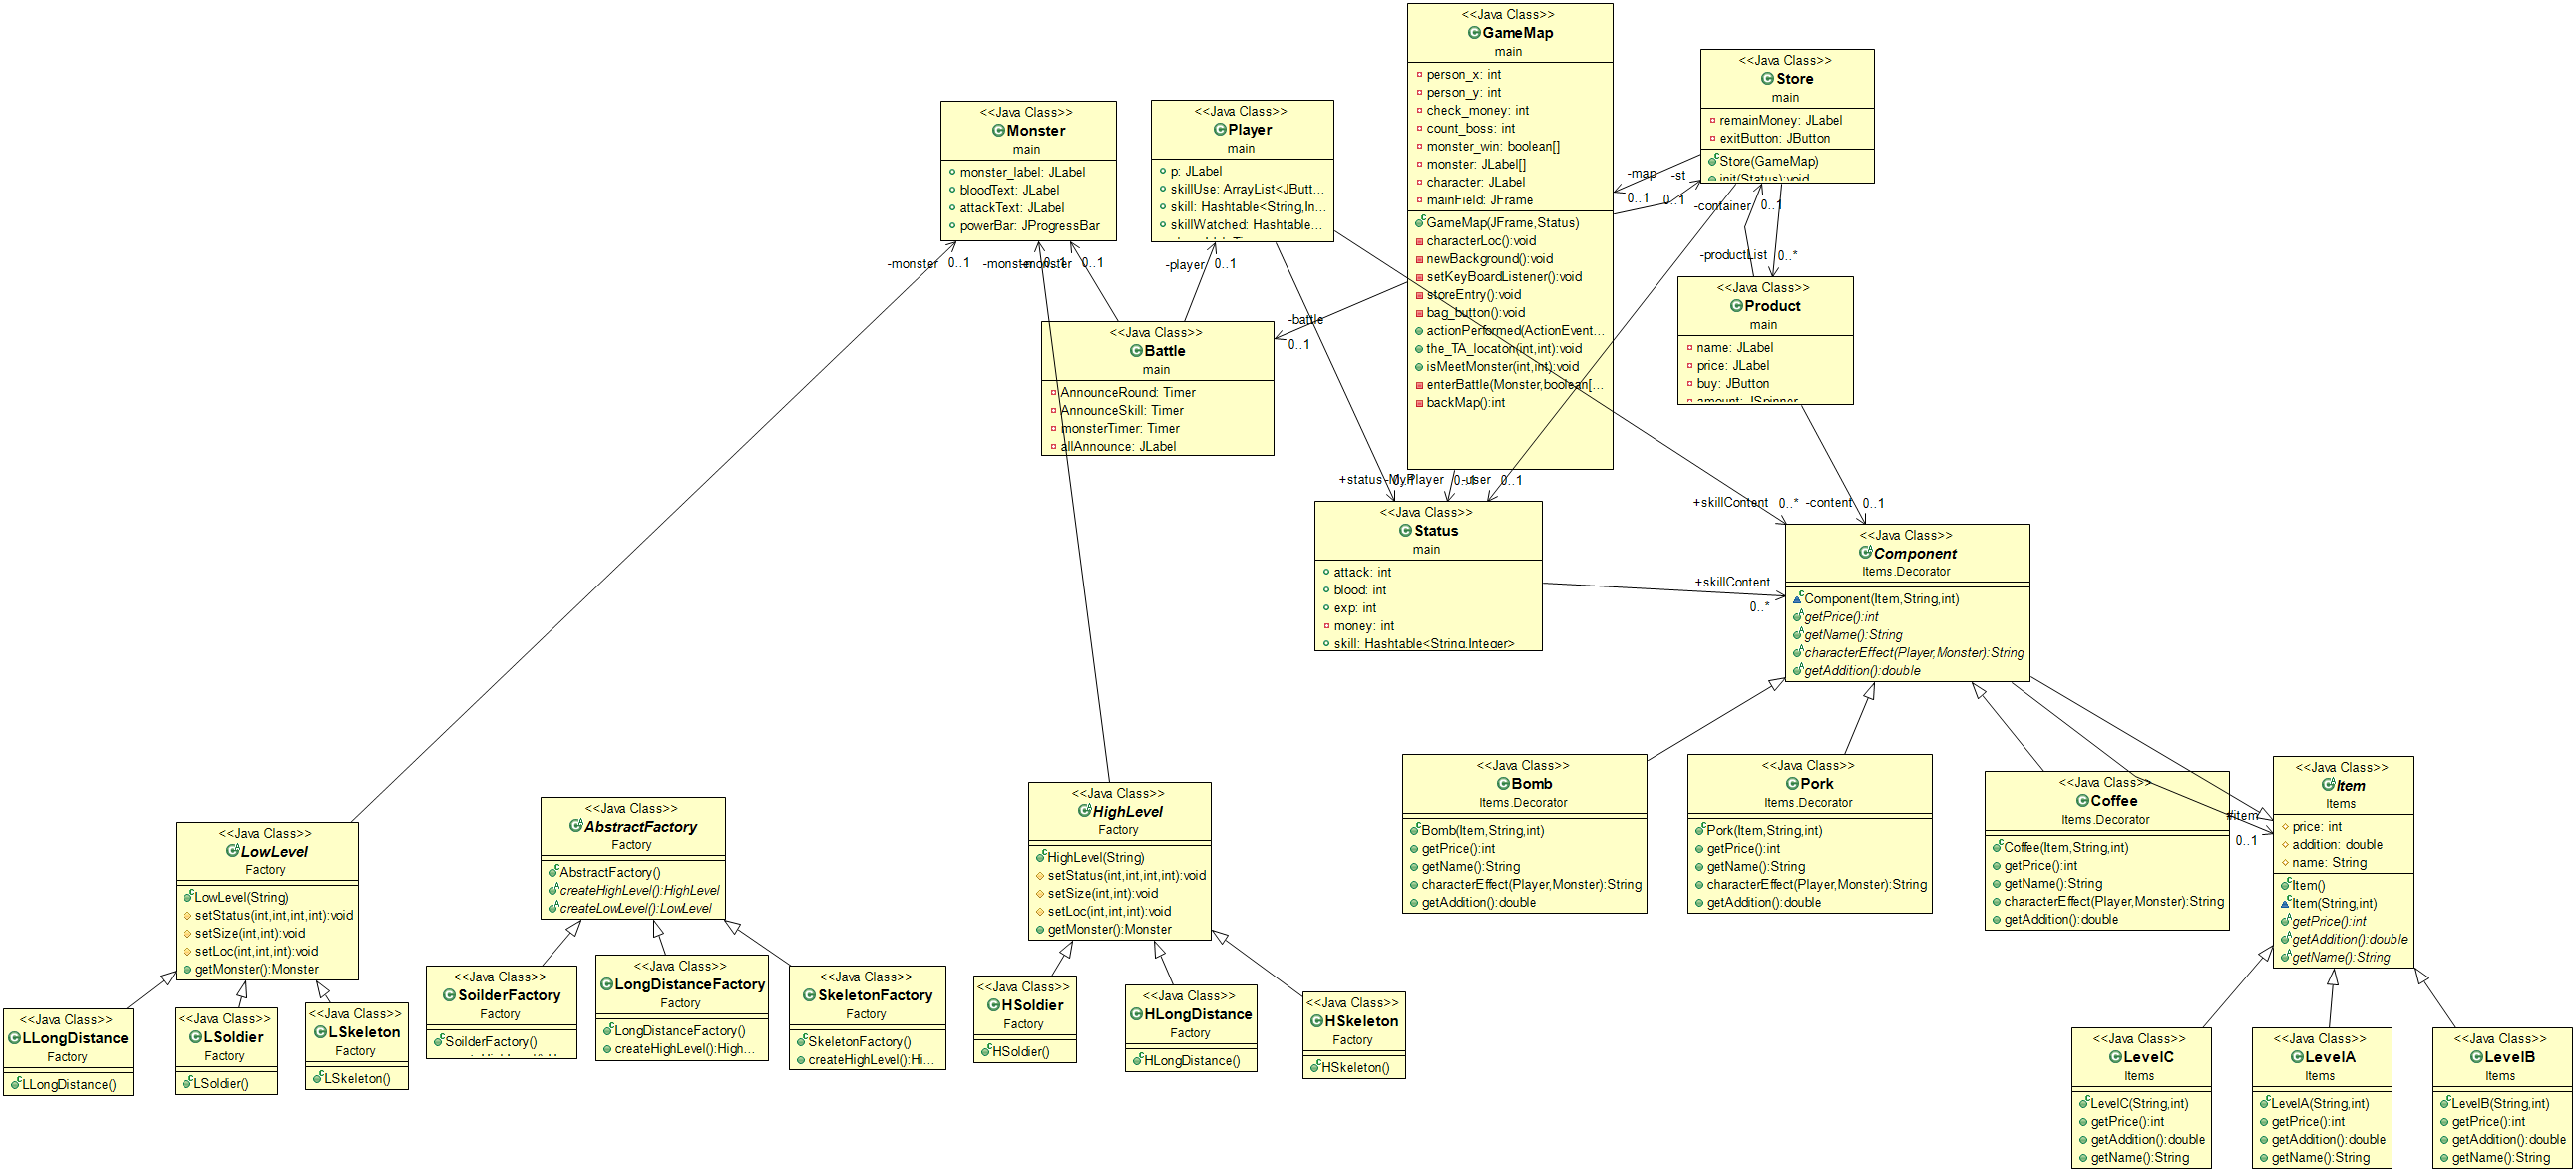 <<Java Class>>
GameMap
main
person_x: int
person_y: int
check_money: int
count_boss: int
monster_win: boolean[]
monster: JLabel[]
character: JLabel
mainField: JFrame
GameMap(JFrame,Status)
characterLoc():void
newBackground():void
setKeyBoardListener():void
storeEntry():void
bag_button():void
actionPerformed(ActionEvent...
the_TA_locaton(int,int):void
isMeetMonster(int,int):void
enterBattle(Monster,boolean[...
backMap():int
<<Java Class>>
Store
main
remainMoney: JLabel
exitButton: JButton
Store(GameMap)
init(Status):void
<<Java Class>>
Monster
main
monster_label: JLabel
bloodText: JLabel
attackText: JLabel
powerBar: JProgressBar
<<Java Class>>
Player
main
p: JLabel
skillUse: ArrayList<JButt...
skill: Hashtable<String,In...
skillWatched: Hashtable...
-map
0..1
-st
0..1
-container
0..1
-productList
0..*
-monster
0..1
-monster
0..1
-monster
0..1
-player
0..1
-battle
0..1
<<Java Class>>
Product
main
name: JLabel
price: JLabel
buy: JButton
amount: JSpinner
<<Java Class>>
Battle
main
AnnounceRound: Timer
AnnounceSkill: Timer
monsterTimer: Timer
allAnnounce: JLabel
+status
0..1
-MyPlayer
0..1
-user
0..1
+skillContent
0..*
-content
0..1
<<Java Class>>
Status
main
attack: int
blood: int
exp: int
money: int
skill: Hashtable<String,Integer>
+skillContent
0..*
<<Java Class>>
Component
Items.Decorator
Component(Item,String,int)
getPrice():int
getName():String
characterEffect(Player,Monster):String
getAddition():double
<<Java Class>>
Bomb
Items.Decorator
Bomb(Item,String,int)
getPrice():int
getName():String
characterEffect(Player,Monster):String
getAddition():double
<<Java Class>>
Pork
Items.Decorator
Pork(Item,String,int)
getPrice():int
getName():String
characterEffect(Player,Monster):String
getAddition():double
<<Java Class>>
Coffee
Items.Decorator
Coffee(Item,String,int)
getPrice():int
getName():String
characterEffect(Player,Monster):String
getAddition():double
#item
0..1
<<Java Class>>
Item
Items
price: int
addition: double
name: String
Item()
Item(String,int)
getPrice():int
getAddition():double
getName():String
<<Java Class>>
LowLevel
Factory
LowLevel(String)
setStatus(int,int,int,int):void
setSize(int,int):void
setLoc(int,int,int):void
getMonster():Monster
<<Java Class>>
AbstractFactory
Factory
AbstractFactory()
createHighLevel():HighLevel
createLowLevel():LowLevel
<<Java Class>>
HighLevel
Factory
HighLevel(String)
setStatus(int,int,int,int):void
setSize(int,int):void
setLoc(int,int,int):void
getMonster():Monster
<<Java Class>>
LLongDistance
Factory
LLongDistance()
<<Java Class>>
LSoldier
Factory
LSoldier()
<<Java Class>>
LSkeleton
Factory
LSkeleton()
<<Java Class>>
SoilderFactory
Factory
SoilderFactory()
<<Java Class>>
LongDistanceFactory
Factory
LongDistanceFactory()
createHighLevel():High...
<<Java Class>>
SkeletonFactory
Factory
SkeletonFactory()
createHighLevel():Hi...
<<Java Class>>
HSoldier
Factory
HSoldier()
<<Java Class>>
HLongDistance
Factory
HLongDistance()
<<Java Class>>
HSkeleton
Factory
HSkeleton()
<<Java Class>>
LevelC
Items
LevelC(String,int)
getPrice():int
getAddition():double
getName():String
<<Java Class>>
LevelA
Items
LevelA(String,int)
getPrice():int
getAddition():double
getName():String
<<Java Class>>
LevelB
Items
LevelB(String,int)
getPrice():int
getAddition():double
getName():String